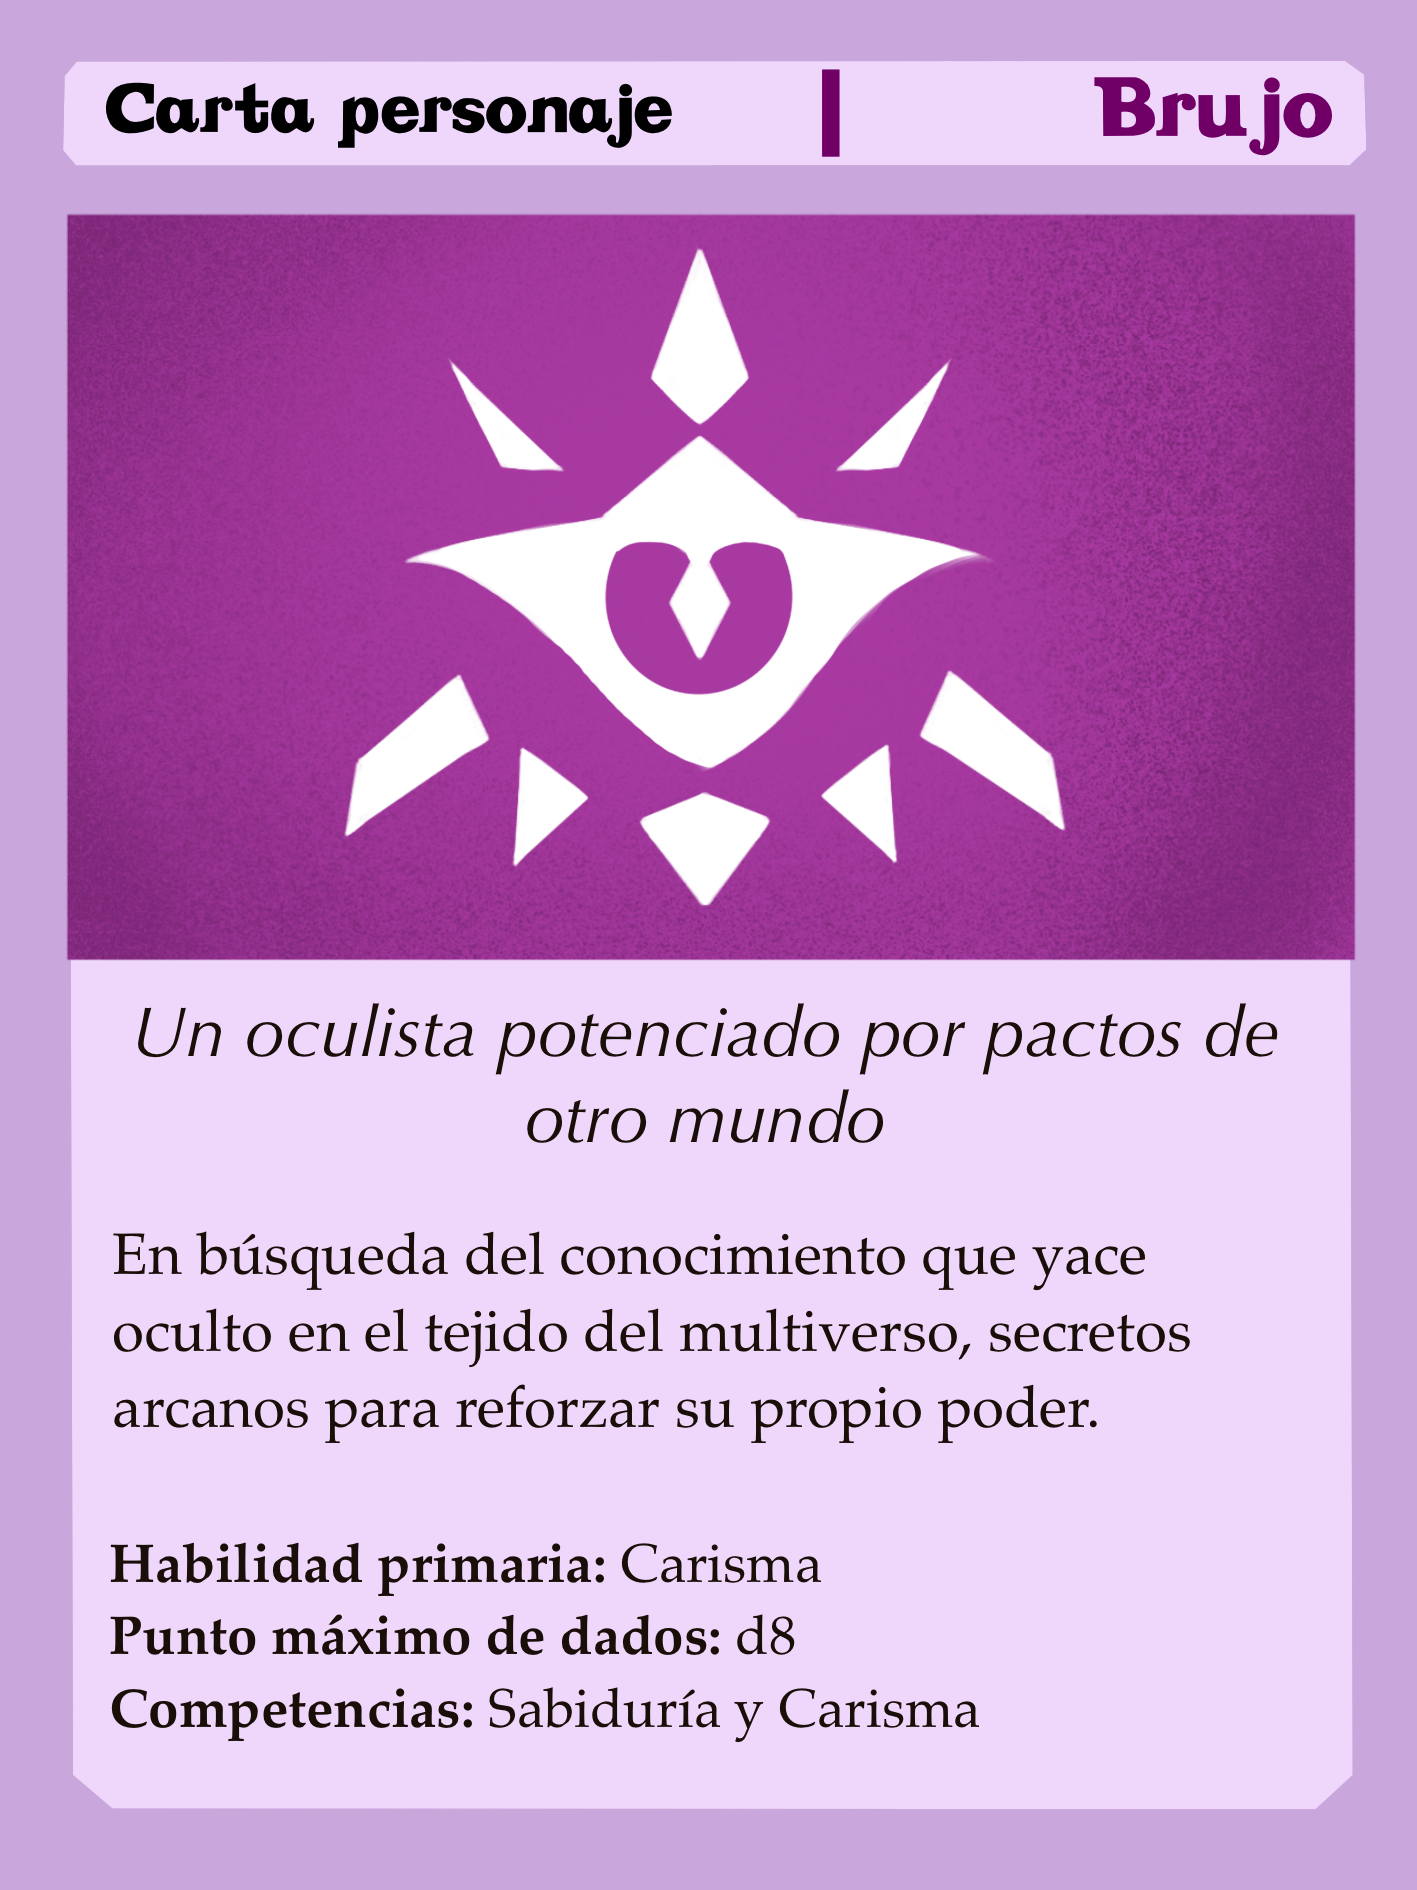 Carta personaje | Brujo
Un oculista potenciado por pactos de
otro mundo
En búsqueda del conocimiento que yace
oculto en el tejido del multiverso, secretos
arcanos para reforzar su propio poder.
Habilidad primaria: Carisma
Punto máximo de dados: d8
Competencias: Sabiduría y Carisma